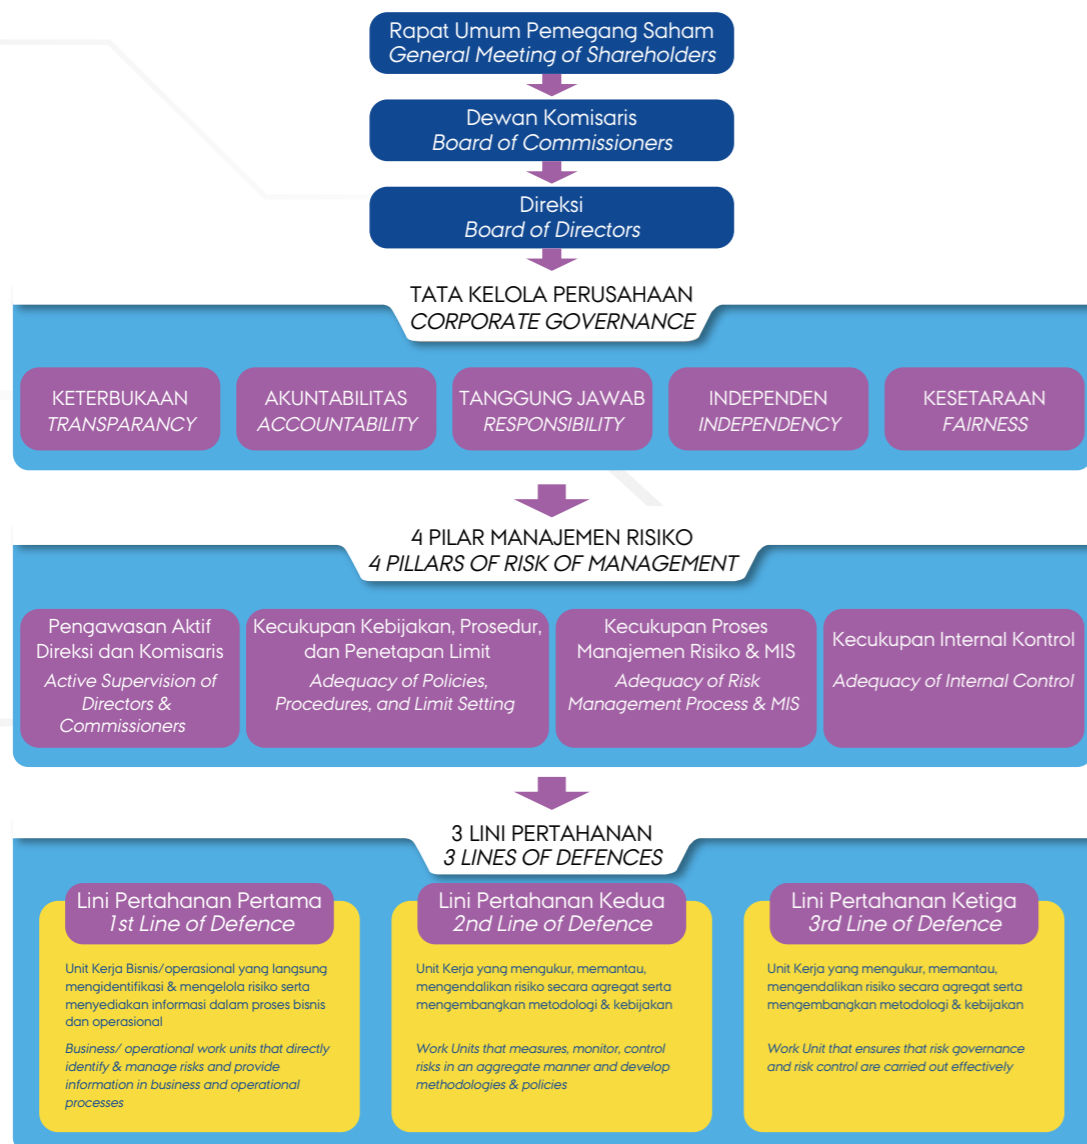 Rapat Umum Pemegang Saham
General Meeting of Shareholders
Dewan Komisaris
Board of Commissioners
Direksi
Board of Directors
TATA KELOLA PERUSAHAAN
CORPORATE GOVERNANCE
KETERBUKAAN
TRANSPARANCY
AKUNTABILITAS
ACCOUNTABILITY
TANGGUNG JAWAB
RESPONSIBILITY
INDEPENDEN
INDEPENDENCY
KESETARAAN
FAIRNESS
4 PILAR MANAJEMEN RISIKO
4 PILLARS OF RISK OF MANAGEMENT
Pengawasan Aktif
Direksi dan Komisaris
Active Supervision of
Directors &
Commissioners
Kecukupan Kebijakan, Prosedur,
dan Penetapan Limit
Adequacy of Policies,
Procedures, and Limit Setting
Kecukupan Proses
Manajemen Risiko & MIS
Adequacy of Risk
Management Process & MIS
Kecukupan Internal Kontrol
Adequacy of Internal Control
3 LINI PERTAHANAN
3 LINES OF DEFENCES
Lini Pertahanan Pertama
1st Line of Defence
Unit Kerja Bisnis/operasional yang langsung
mengidentifikasi & mengelola risiko serta
menyediakan informasi dalam proses bisnis
dan operasional
Business/ operational work units that directly
identify & manage risks and provide
information in business and operational
processes
Lini Pertahanan Kedua
2nd Line of Defence
Unit Kerja yang mengukur, memantau,
mengendalikan risiko secara agregat serta
mengembangkan metodologi & kebijakan
Work Units that measures, monitor, control
risks in an aggregate manner and develop
methodologies & policies
Lini Pertahanan Ketiga
3rd Line of Defence
Unit Kerja yang mengukur, memantau,
mengendalikan risiko secara agregat serta
mengembangkan metodologi & kebijakan
Work Unit that ensures that risk governance
and risk control are carried out effectively